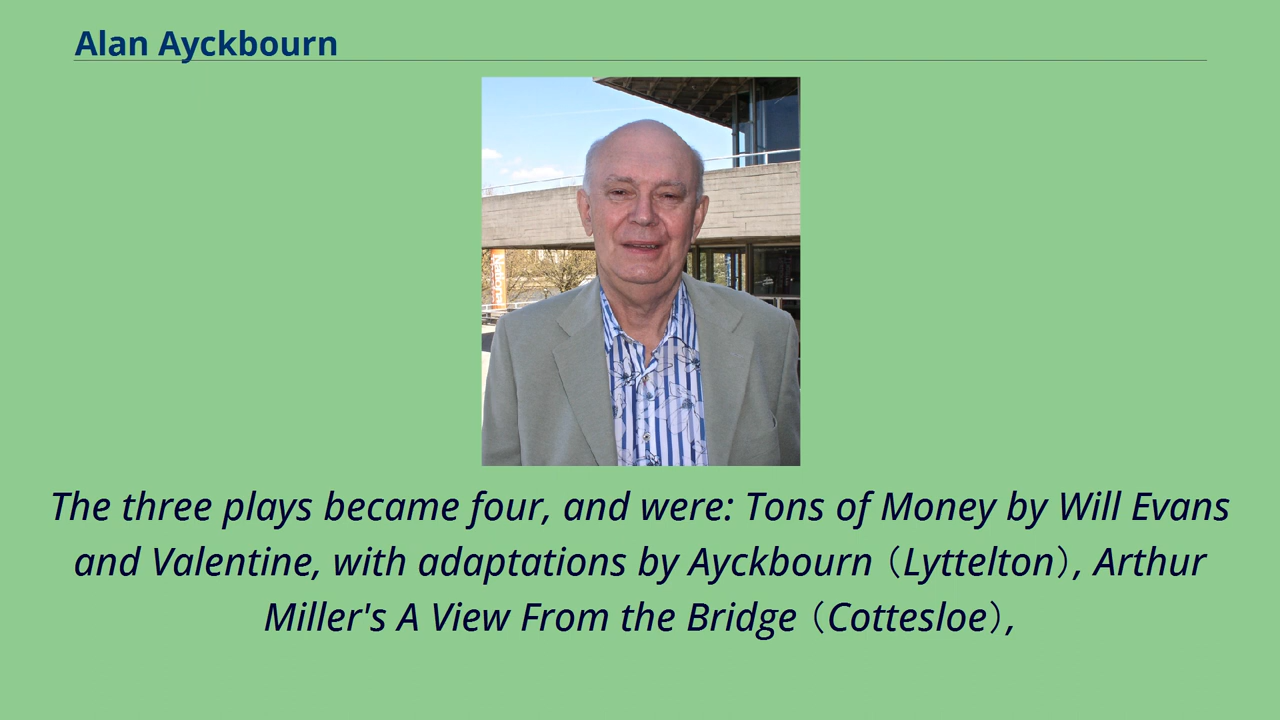 Alan Ayckbourn
The three plays became four, and were: Tons of Money by Will Evans
and Valentine, with adaptations by Ayckbourn（Lyttelton）, Arthur
Miller's A View From the Bridge（Cottesloe）,